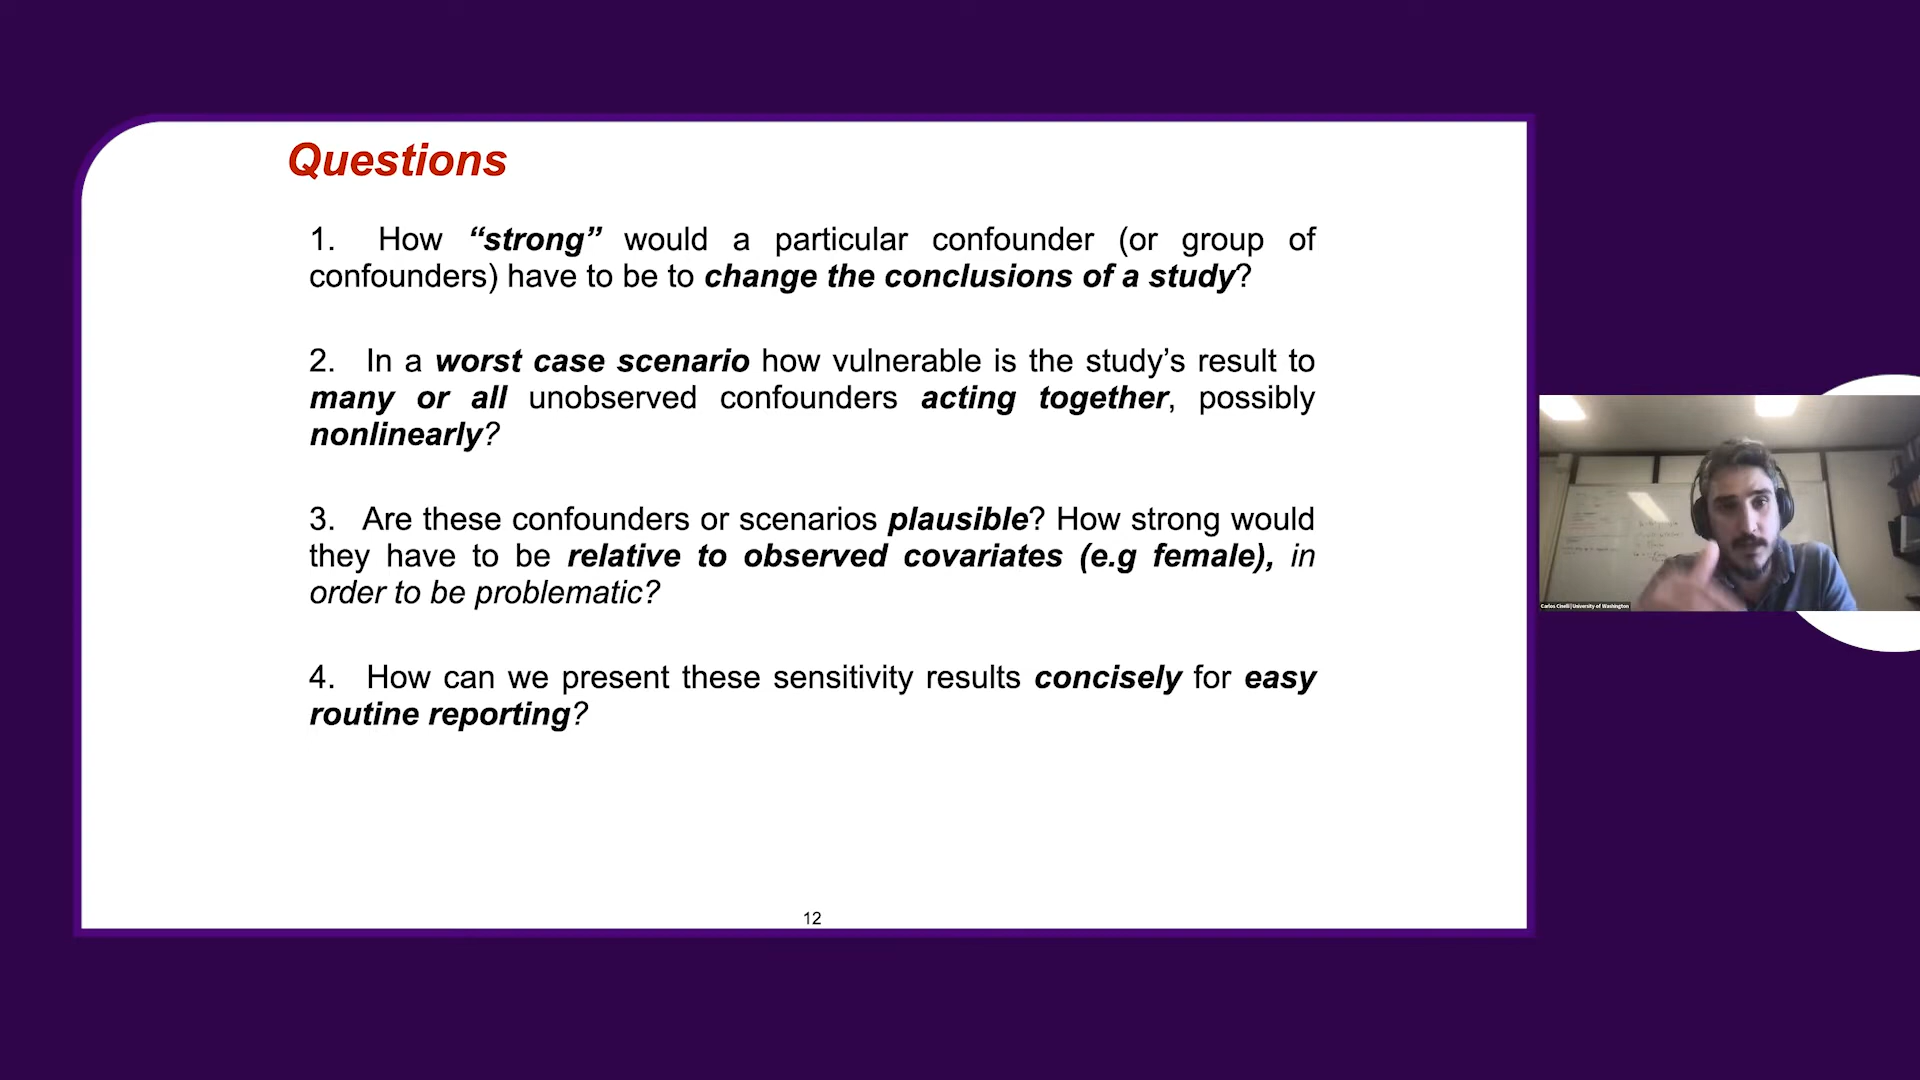 Questions
1. How “strong” would a particular confounder (or group of
confounders) have to be to change the conclusions of a study?
2. In a worst case scenario how vulnerable is the study’s result to
many or all unobserved confounders acting together, possibly
nonlinearly?
3. Are these confounders or scenarios plausible? How strong would
they have to be relative to observed covariates (e.g female), in
order to be problematic?
4. How can we present these sensitivity results concisely for easy
routine reporting?
12
Carlos Cinelli | University of Washington